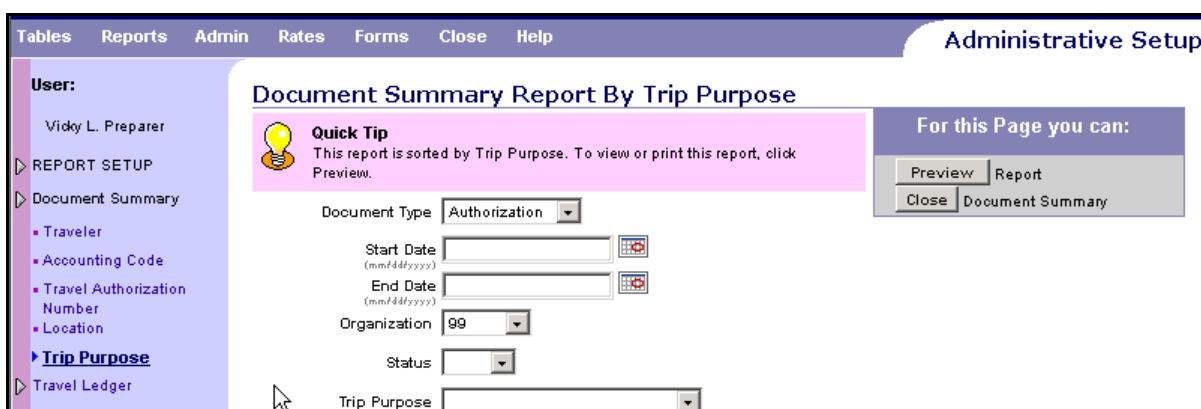 Tables Reports Admin Rates Forms Close Help
Administrative Setup
User:
Vicky L. Preparer
REPORT SETUP
Document Summary
Traveler
Accounting Code
Travel Authorization
Number
Location
Trip Purpose
Travel Ledger
Document Summary Report By Trip Purpose
Quick Tip
This report is sorted by Trip Purpose. To view or print this report, click
Preview.
Document Type Authorization
Start Date
(mm/dd/yyyy)
End Date
(mm/dd/yyyy)
Organization 99
Status
Trip Purpose
For this Page you can:
Preview Report
Close Document Summary